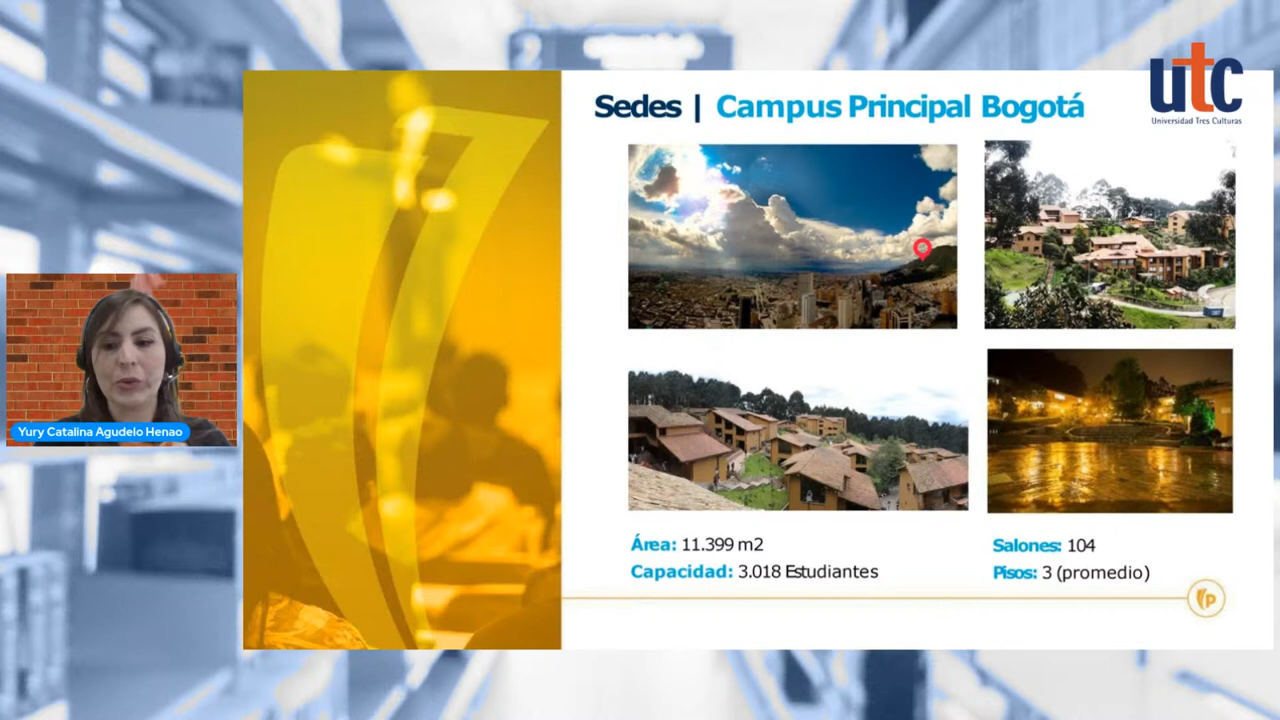 Sedes | Campus Principal Bogotá
utc
Universidad Tres Culturas
Yury Catalina Agudelo Henao
Área: 11.399 m2
Capacidad: 3.018 Estudiantes
Salones: 104
Pisos: 3 (promedio)
P